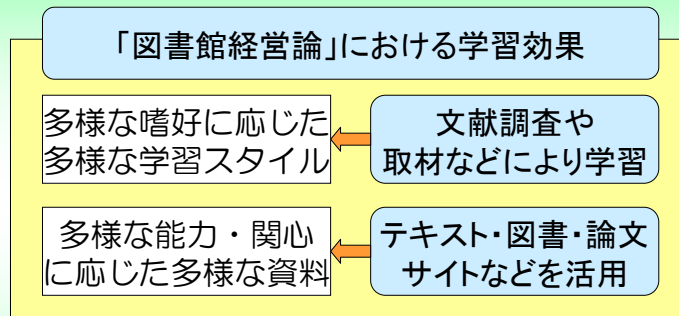 「図書館経営論」における学習効果
多様な嗜好に応じた
多様な学習スタイル
文献調査や
取材などにより学習
多様な能力・関心
に応じた多様な資料
テキスト・図書・論文
サイトなどを活用